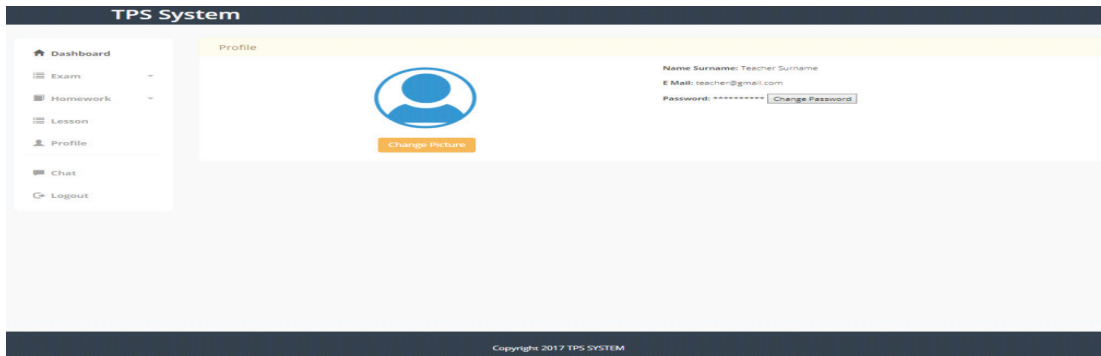 TPS System
Dashboard
Exam
Homework
Lesson
Profile
Chat
Logout
Profile
Change Picture
Name Surname: Teacher Surname
E Mail: teacher@gmail.com
Password: ********** Change Password
Copyright 2017 TPS SYSTEM